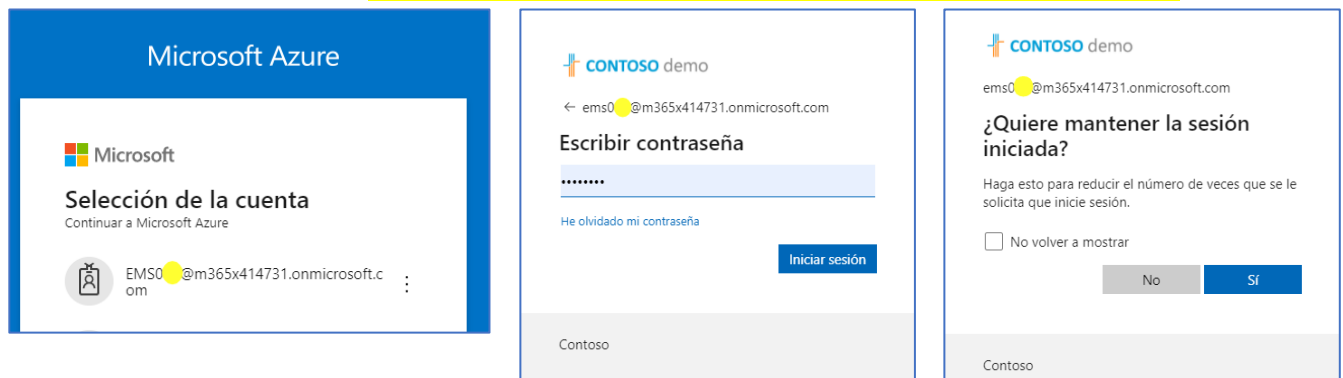 Microsoft Azure
Microsoft
Selección de la cuenta
Continuar a Microsoft Azure
EMS0 @m365x414731.onmicrosoft.c
om
CONTOSO demo
← ems0 @m365x414731.onmicrosoft.com
Escribir contraseña
••••••••
He olvidado mi contraseña
Iniciar sesión
Contoso
CONTOSO demo
ems0 @m365x414731.onmicrosoft.com
¿Quiere mantener la sesión
iniciada?
Haga esto para reducir el número de veces que se le
solicita que inicie sesión.
No volver a mostrar
No
Sí
Contoso